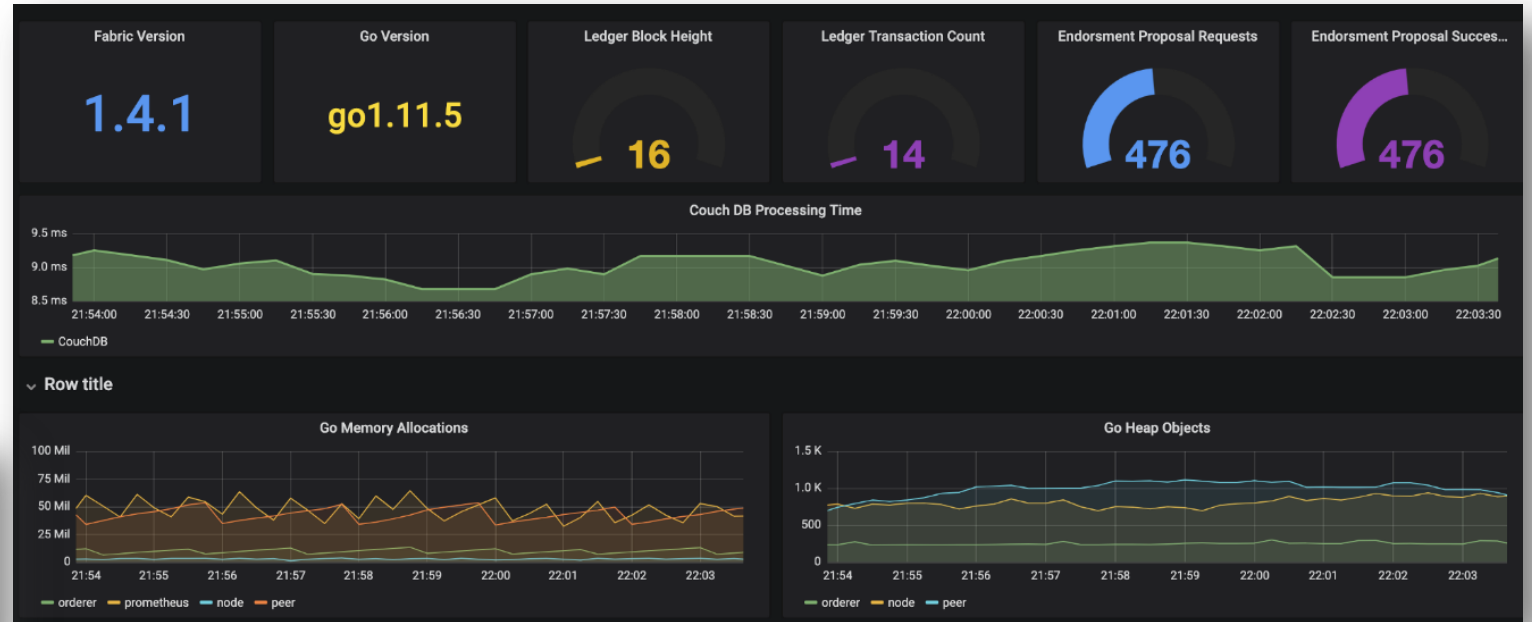 Fabric Version
Go Version
Ledger Block Height
Ledger Transaction Count
Endorsment Proposal Requests
Endorsment Proposal Succes...
1.4.1
go1.11.5
16
14
476
476
Couch DB Processing Time
9.5 ms
9.0 ms
8.5 ms
21:54:00 21:54:30 21:55:00 21:55:30 21:56:00 21:56:30 21:57:00 21:57:30 21:58:00 21:58:30 21:59:00 21:59:30 22:00:00 22:00:30 22:01:00 22:01:30 22:02:00 22:02:30 22:03:00 22:03:30
CouchDB
Row title
Go Memory Allocations
100 Mil
75 Mil
50 Mil
25 Mil
0
21:54 21:55 21:56 21:57 21:58 21:59 22:00 22:01 22:02 22:03
orderer prometheus node peer
Go Heap Objects
1.5 K
1.0 K
500
0
21:54 21:55 21:56 21:57 21:58 21:59 22:00 22:01 22:02 22:03
orderer node peer